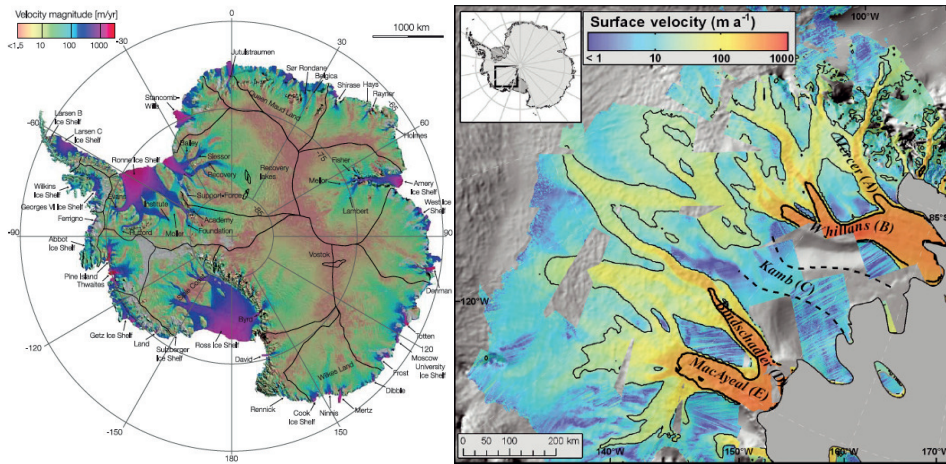 Velocity magnitude [m/yr]
<1.5 10 100 1000
1000 km
0
30
-30
-60
-90
-120
-150
180
150
120
Jutulstraumen
Sør Rondane
Belgica
Shirase
Hays
Rayner
Queen Maud Land
Stancomb
Wills
Holmes
Larsen B
Ice Shelf
Larsen C
Ice Shelf
Bailey
Slessor
Ronne Ice Shelf
Recovery
Recovery
lakes
Fisher
Mellor
Lambert
Amery
Ice Shelf
West Ice
Shelf
Wilkins
Ice Shelf
Georges VI Ice Shelf
Ferrigno
Evans
Institute
Support-Force
Academy
Foundation
Rutford
Moller
Abbot
Ice Shelf
Pine Island
Thwaites
Vostok
Denman
Getz Ice Shelf
Land
Sulzberger
Ice Shelf
Ross Ice Shelf
Byrd
David
Totten
Moscow
University
Ice Shelf
Frost
Dibble
Mertz
Ninnis
Cook
Ice Shelf
Rennick
Wilkes Land
Surface velocity (m a⁻¹)
< 1 10 100 > 1000
100°W
Mercer (A)
Whillans (B)
85°S
Kamb (C)
120°W
Bindschadler (D)
MacAyeal (E)
0 50 100 200 km
140°W
160°W
170°W